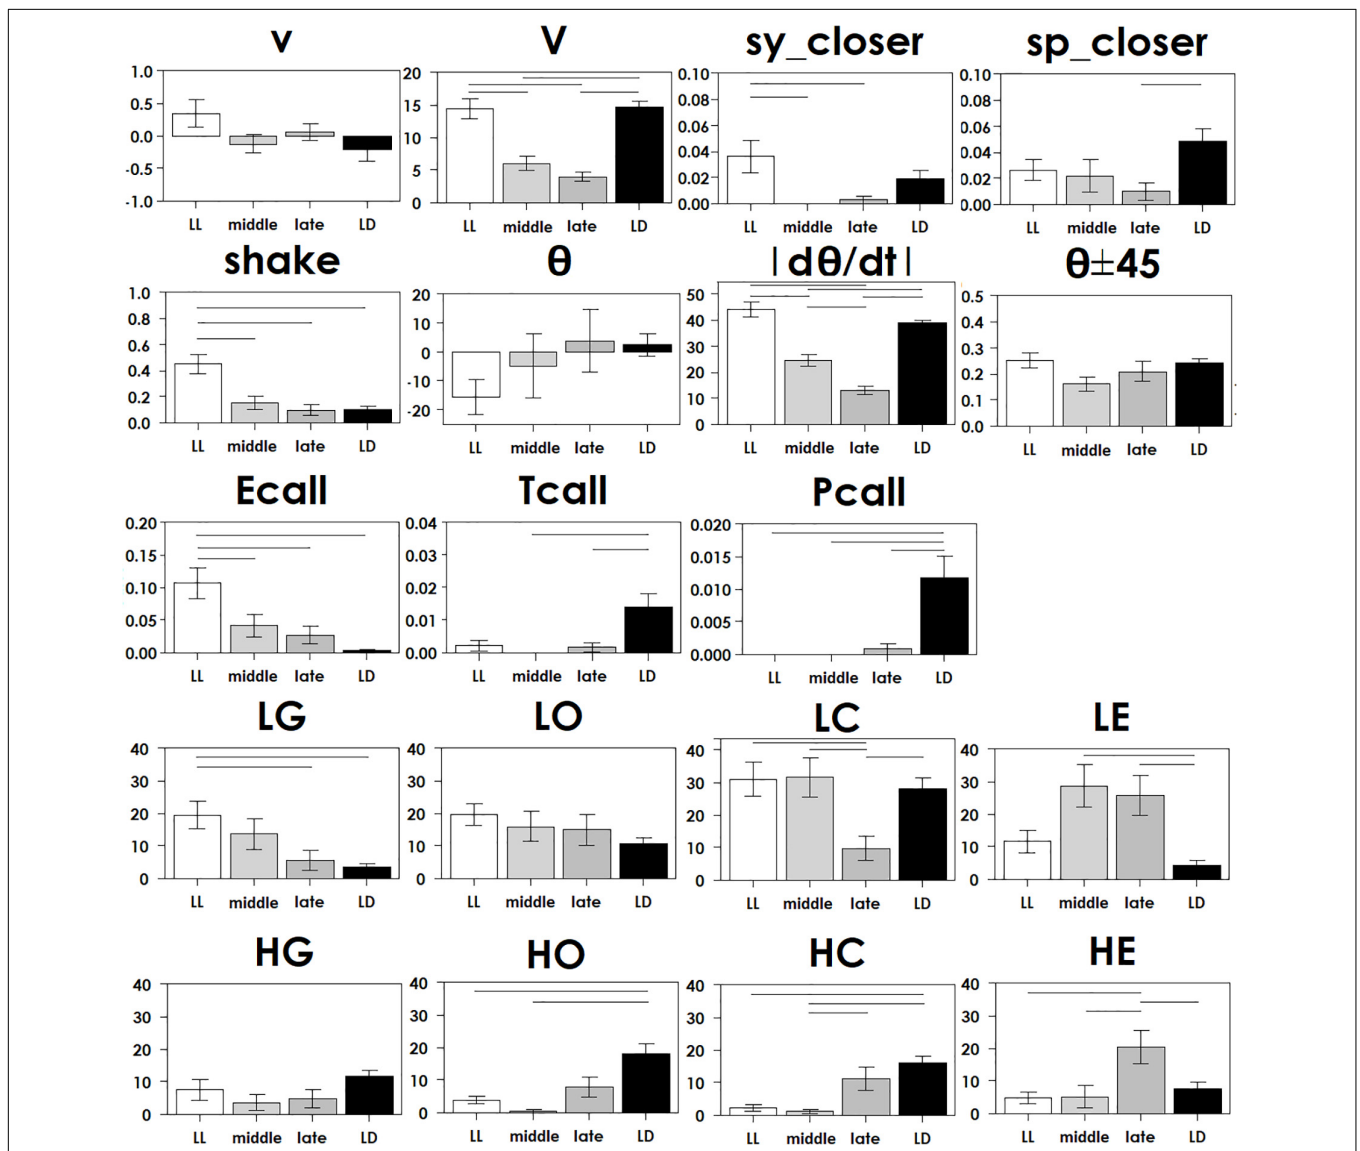 v V sy_closer sp_closer
1.0 20 0.10 0.10
0.5 15 0.08 0.08
0.0 10 0.06 0.06
-0.5 5 0.04 0.04
-1.0 0 0.02 0.02
0.00 0.00
LL middle late LD LL middle late LD LL middle late LD LL middle late LD
shake θ |dθ/dt| θ±45
1.0 20 50 0.5
0.8 10 40 0.4
0.6 0 30 0.3
0.4 -10 20 0.2
0.2 -20 10 0.1
0.0 0 0.0
LL middle late LD LL middle late LD LL middle late LD LL middle late LD
Ecall Tcall Pcall
0.20 0.04 0.020
0.15 0.03 0.015
0.10 0.02 0.010
0.05 0.01 0.005
0.00 0.00 0.000
LL middle late LD LL middle late LD LL middle late LD
LG LO LC LE
40 40 40 40
30 30 30 30
20 20 20 20
10 10 10 10
0 0 0 0
LL middle late LD LL middle late LD LL middle late LD LL middle late LD
HG HO HC HE
40 40 40 40
30 30 30 30
20 20 20 20
10 10 10 10
0 0 0 0
LL middle late LD LL middle late LD LL middle late LD LL middle late LD